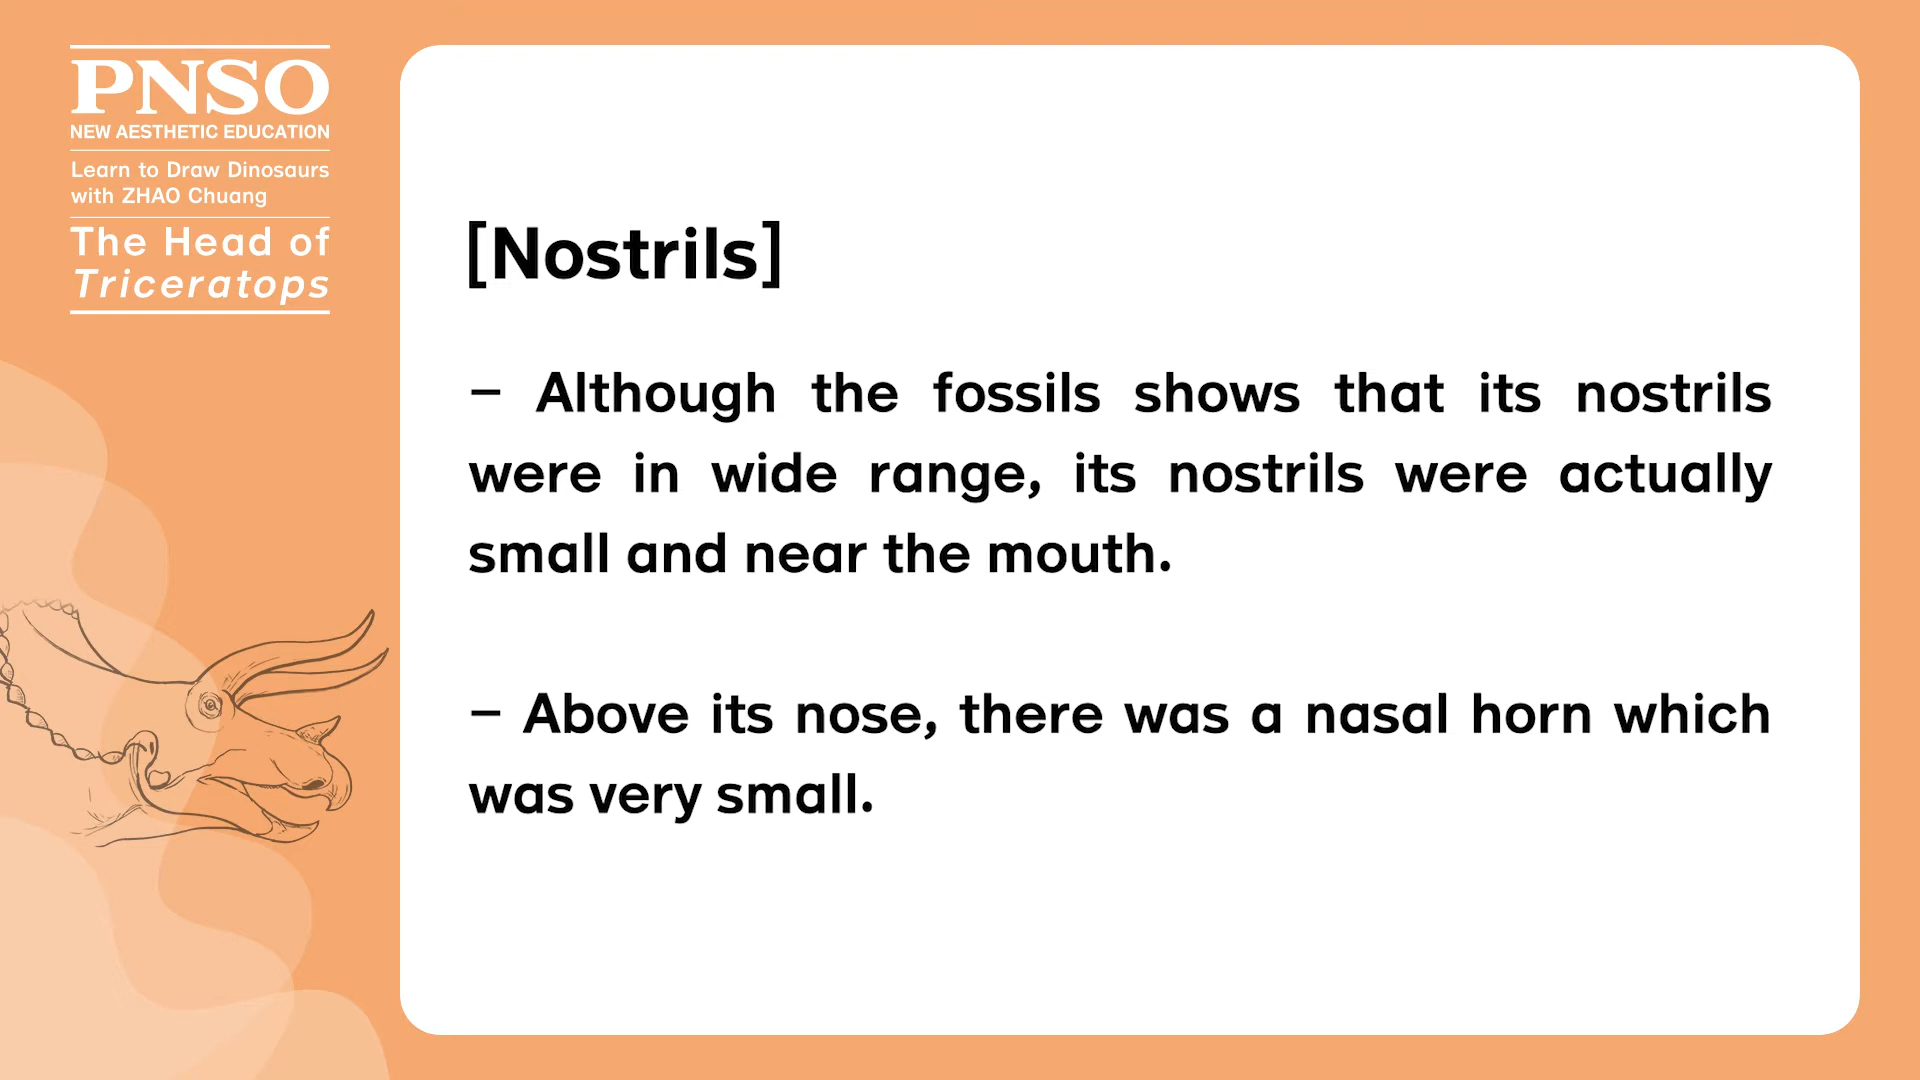 PNSO
NEW AESTHETIC EDUCATION
Learn to Draw Dinosaurs
with ZHAO Chuang
The Head of
Triceratops
[Nostrils]
– Although the fossils shows that its nostrils
were in wide range, its nostrils were actually
small and near the mouth.
– Above its nose, there was a nasal horn which
was very small.